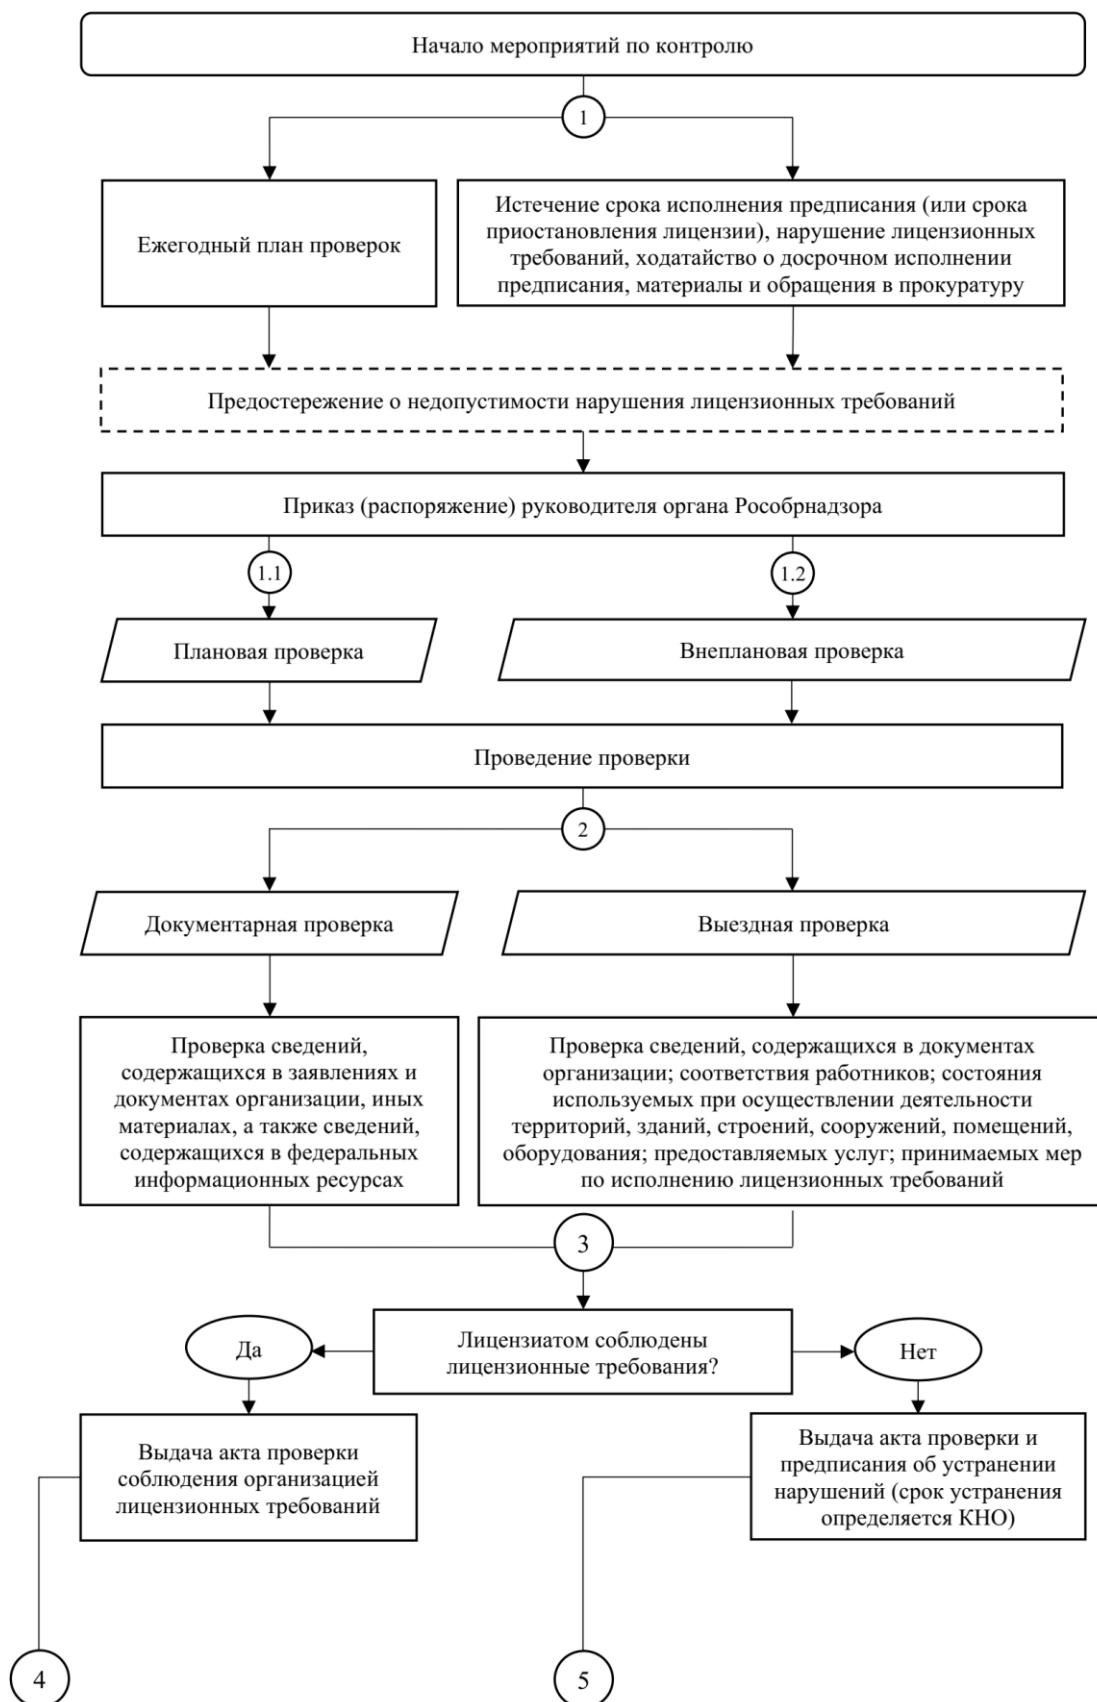 Начало мероприятий по контролю
1
Ежегодный план проверок
Истечение срока исполнения предписания (или срока
приостановления лицензии), нарушение лицензионных
требований, ходатайство о досрочном исполнении
предписания, материалы и обращения в прокуратуру
Предостережение о недопустимости нарушения лицензионных требований
Приказ (распоряжение) руководителя органа Рособрнадзора
1.1
1.2
Плановая проверка
Внеплановая проверка
Проведение проверки
2
Документарная проверка
Выездная проверка
Проверка сведений,
содержащихся в заявлениях и
документах организации, иных
материалах, а также сведений,
содержащихся в федеральных
информационных ресурсах
Проверка сведений, содержащихся в документах
организации; соответствия работников; состояния
используемых при осуществлении деятельности
территорий, зданий, строений, сооружений, помещений,
оборудования; предоставляемых услуг; принимаемых мер
по исполнению лицензионных требований
3
Да
Лицензиатом соблюдены
лицензионные требования?
Нет
Выдача акта проверки
соблюдения организацией
лицензионных требований
Выдача акта проверки и
предписания об устранении
нарушений (срок устранения
определяется КНО)
4
5